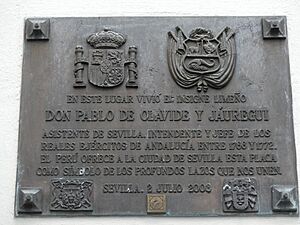 EN ESTE LUGAR VIVIÓ EL INSIGNE LIMEÑO
DON PABLO DE OLAVIDE Y JÁUREGUI
ASISTENTE DE SEVILLA, INTENDENTE Y JEFE DE LOS
REALES EJÉRCITOS DE ANDALUCÍA ENTRE 1766 Y 1772.
EL PERÚ OFRECE A LA CIUDAD DE SEVILLA ESTA PLACA
COMO SÍMBOLO DE LOS PROFUNDOS LAZOS QUE NOS UNEN.
SEVILLA, 2 JULIO 2003